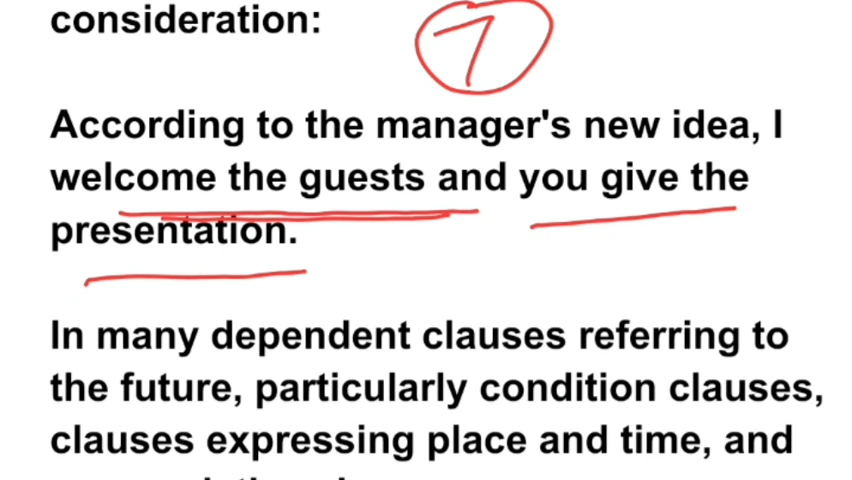 consideration:
7
According to the manager's new idea, I
welcome the guests and you give the
presentation.
In many dependent clauses referring to
the future, particularly condition clauses,
clauses expressing place and time, and